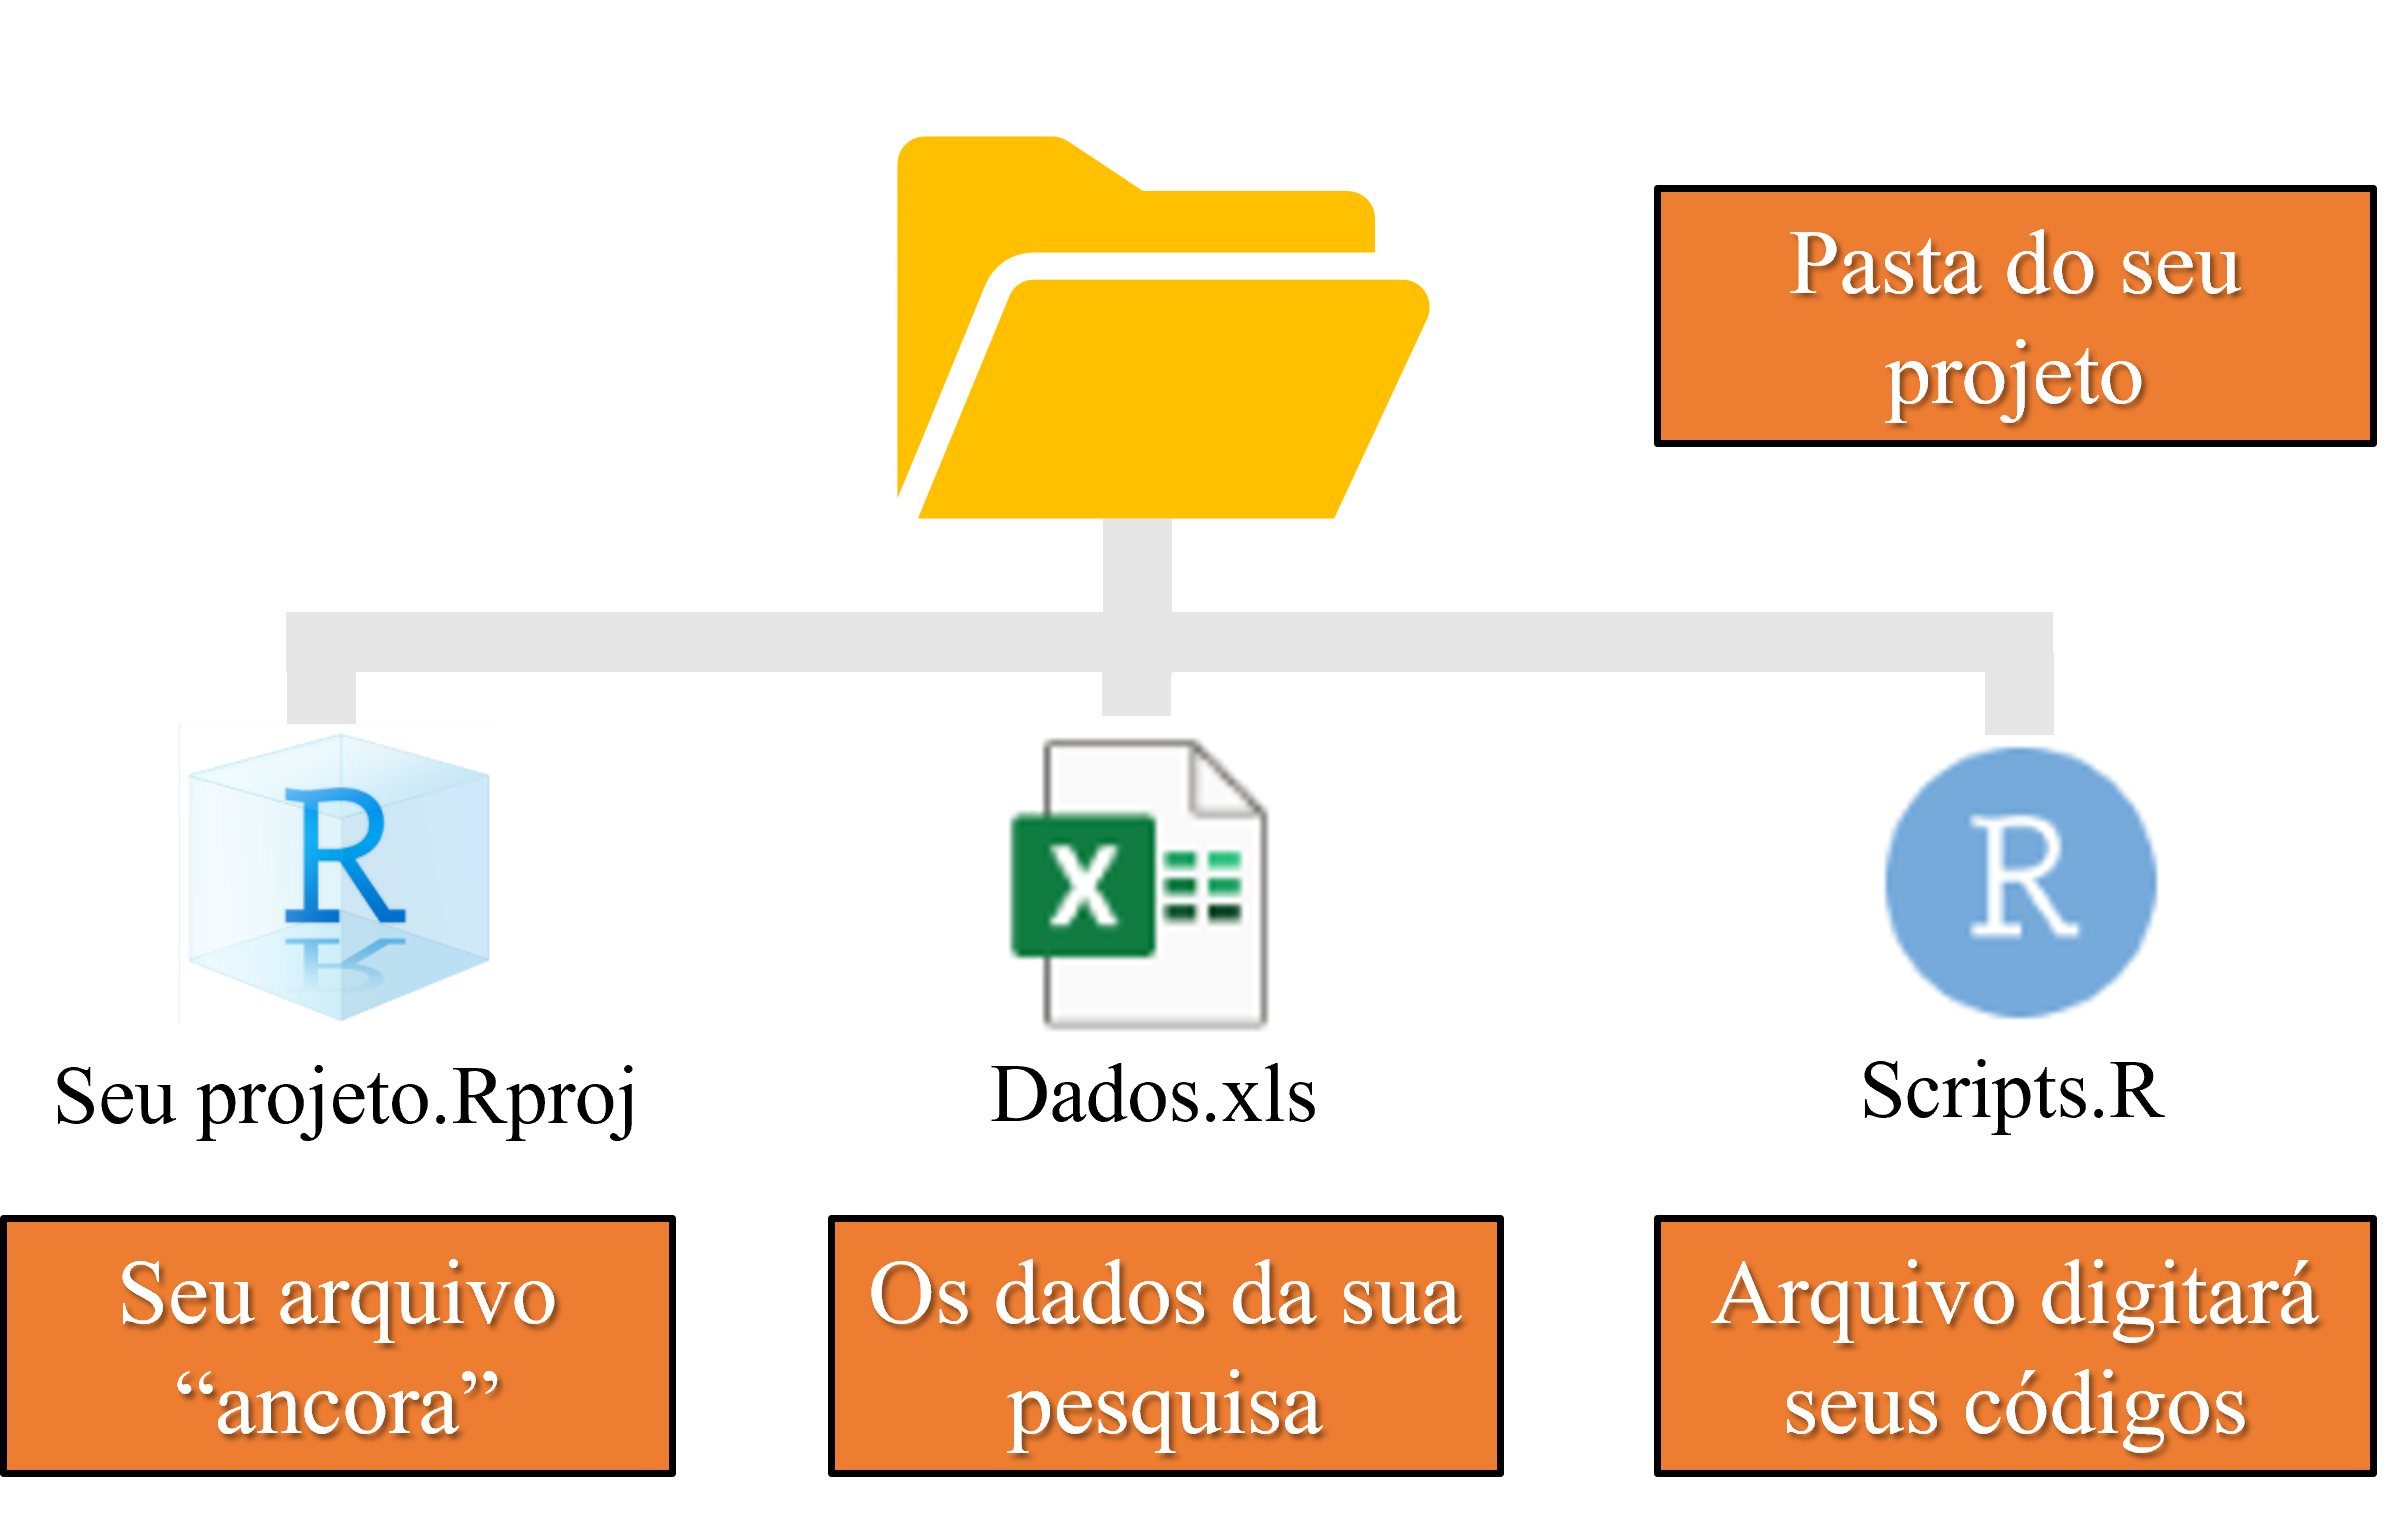 Pasta do seu
projeto
R
X
R
Seu projeto.Rproj
Dados.xls
Scripts.R
Seu arquivo
“ancora”
Os dados da sua
pesquisa
Arquivo digitará
seus códigos